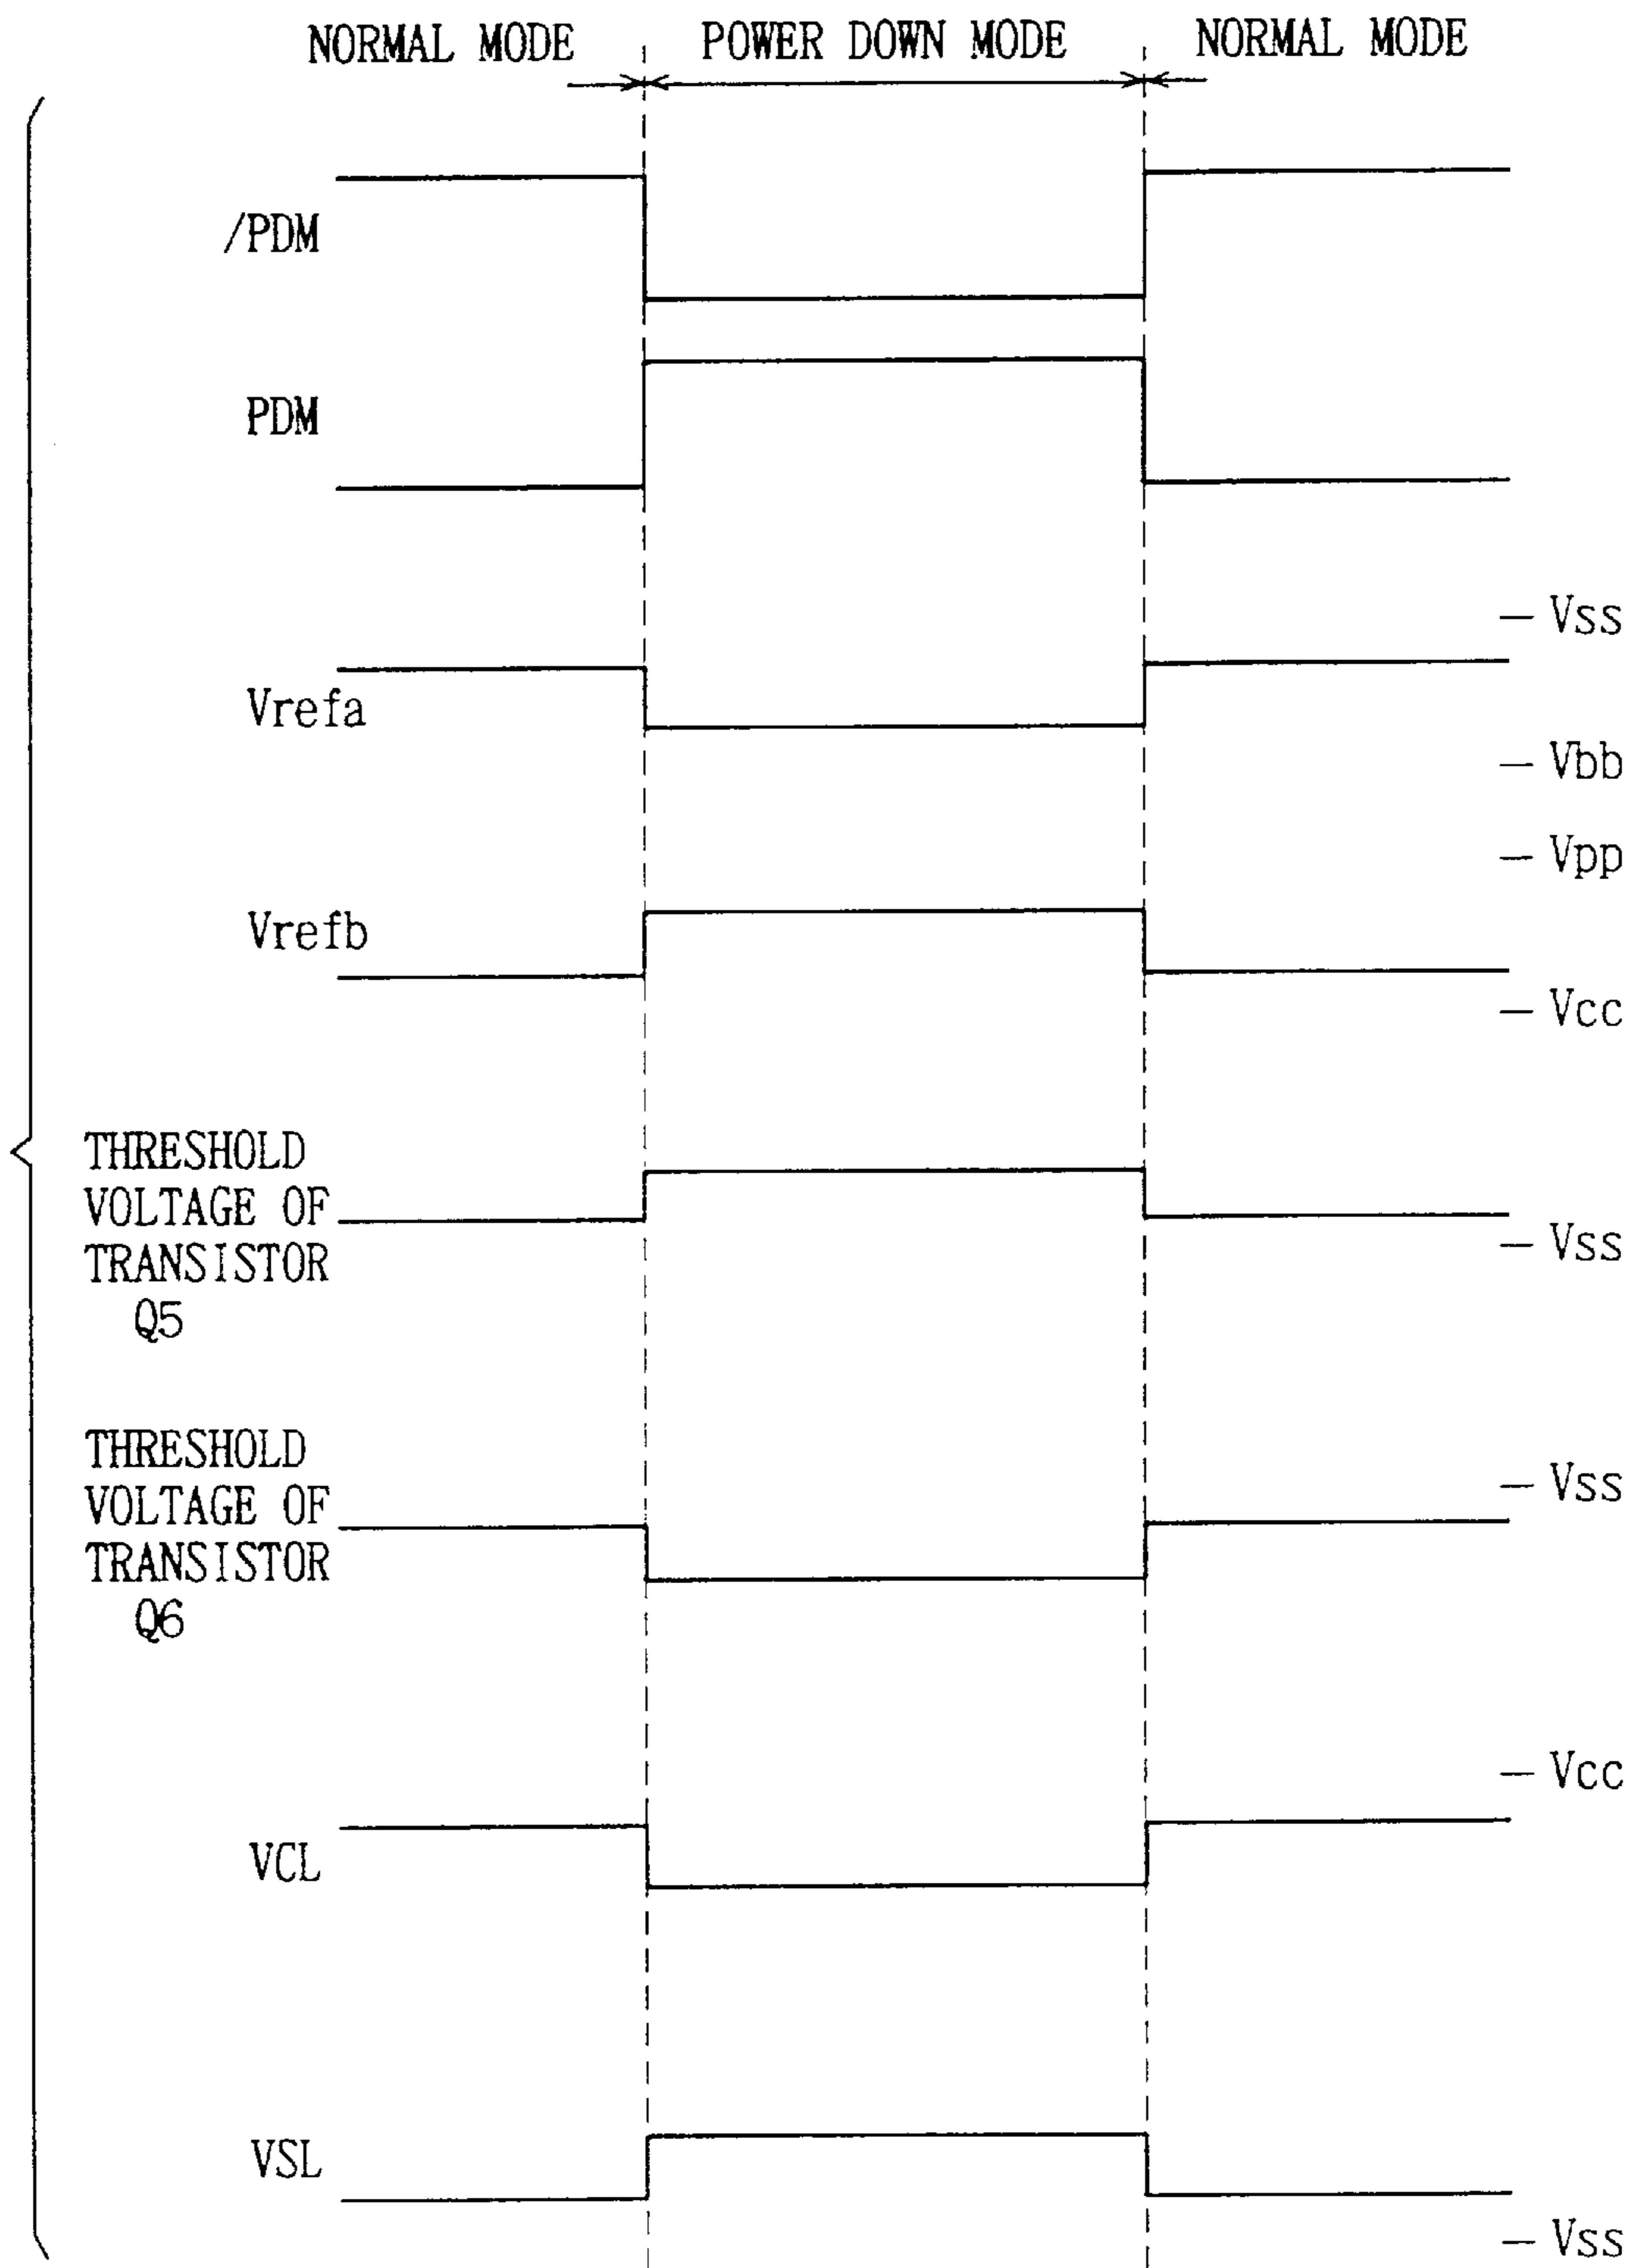 NORMAL MODE POWER DOWN MODE NORMAL MODE
/PDM
PDM
Vss
Vrefa
Vbb
Vpp
Vrefb
Vcc
THRESHOLD
VOLTAGE OF
TRANSISTOR
Q5
Vss
THRESHOLD
VOLTAGE OF
TRANSISTOR
Q6
Vss
Vcc
VCL
VSL
Vss